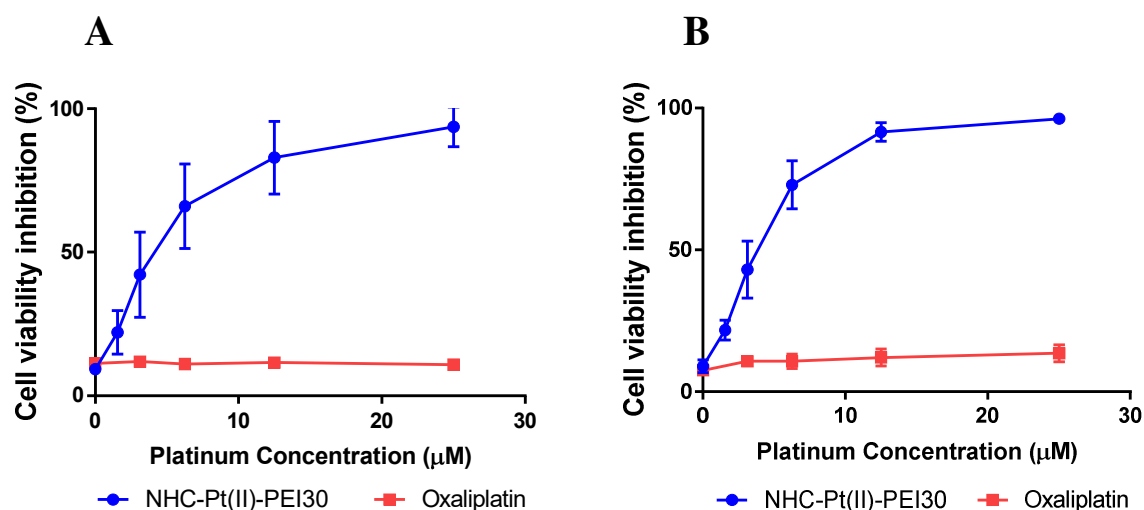 A
Cell viability inhibition (%)
100
50
0
0 10 20 30
Platinum Concentration (μM)
NHC-Pt(II)-PEI30 Oxaliplatin
B
Cell viability inhibition (%)
100
50
0
0 10 20 30
Platinum Concentration (μM)
NHC-Pt(II)-PEI30 Oxaliplatin